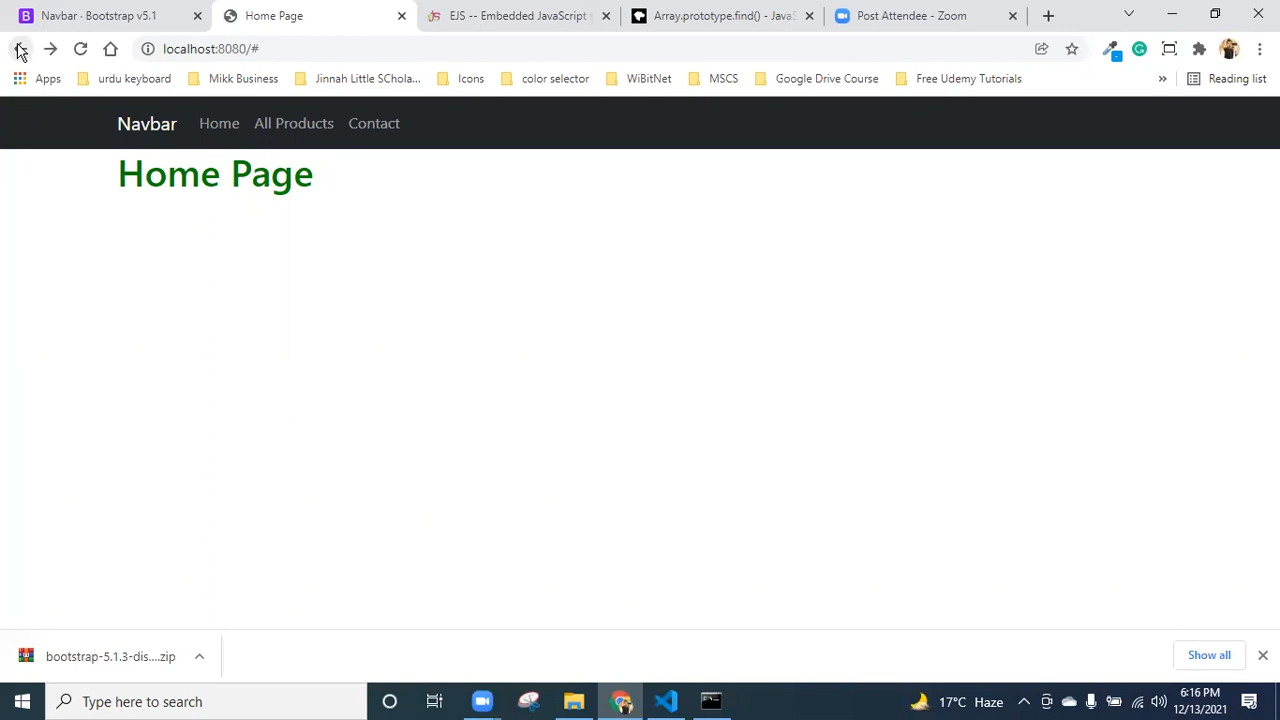 Navbar · Bootstrap v5.1
Home Page
EJS -- Embedded JavaScript
Array.prototype.find() - JavaS
Post Attendee - Zoom
localhost:8080/#
Apps
urdu keyboard
Mikk Business
Jinnah Little SChola...
Icons
color selector
WiBitNet
MSCS
Google Drive Course
Free Udemy Tutorials
»
Reading list
Navbar
Home
All Products
Contact
Home Page
bootstrap-5.1.3-dis....zip
Show all
Type here to search
17°C Haze
6:16 PM
12/13/2021